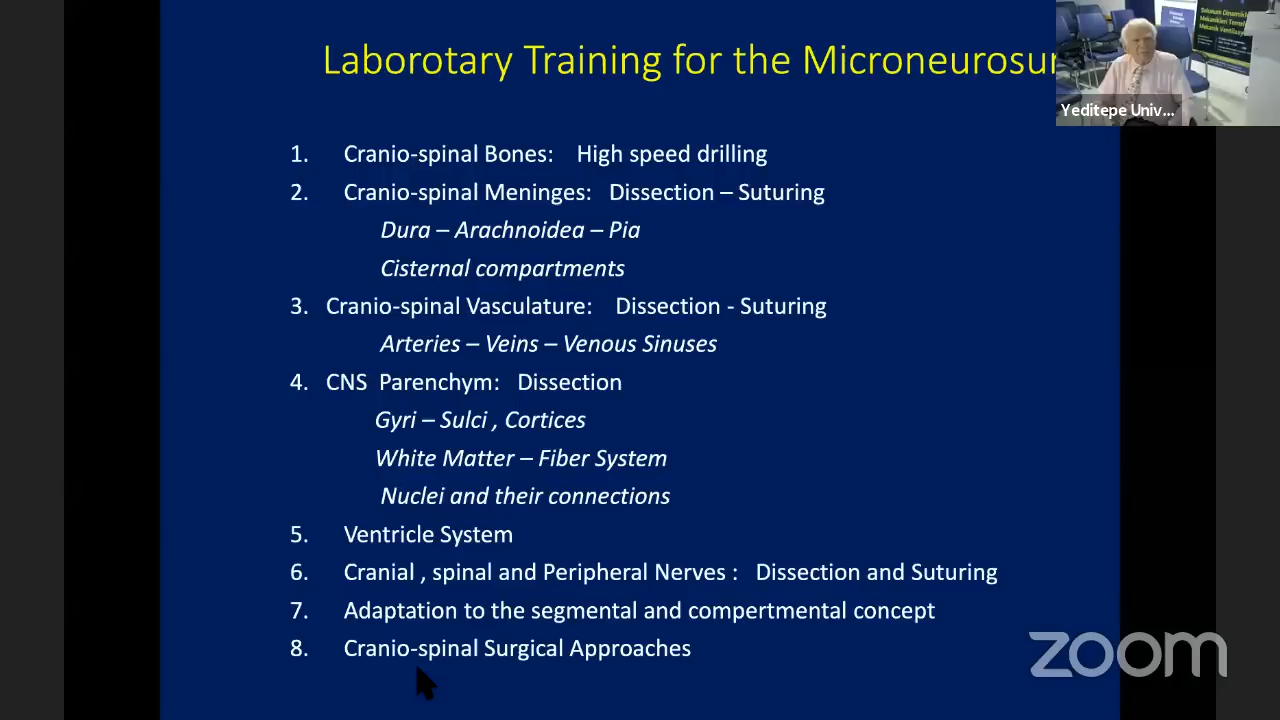 Laborotary Training for the Microneurosur
Yeditepe Univ...
1. Cranio-spinal Bones: High speed drilling
2. Cranio-spinal Meninges: Dissection – Suturing
Dura – Arachnoidea – Pia
Cisternal compartments
3. Cranio-spinal Vasculature: Dissection - Suturing
Arteries – Veins – Venous Sinuses
4. CNS Parenchym: Dissection
Gyri – Sulci , Cortices
White Matter – Fiber System
Nuclei and their connections
5. Ventricle System
6. Cranial , spinal and Peripheral Nerves : Dissection and Suturing
7. Adaptation to the segmental and compertmental concept
8. Cranio-spinal Surgical Approaches
zoom